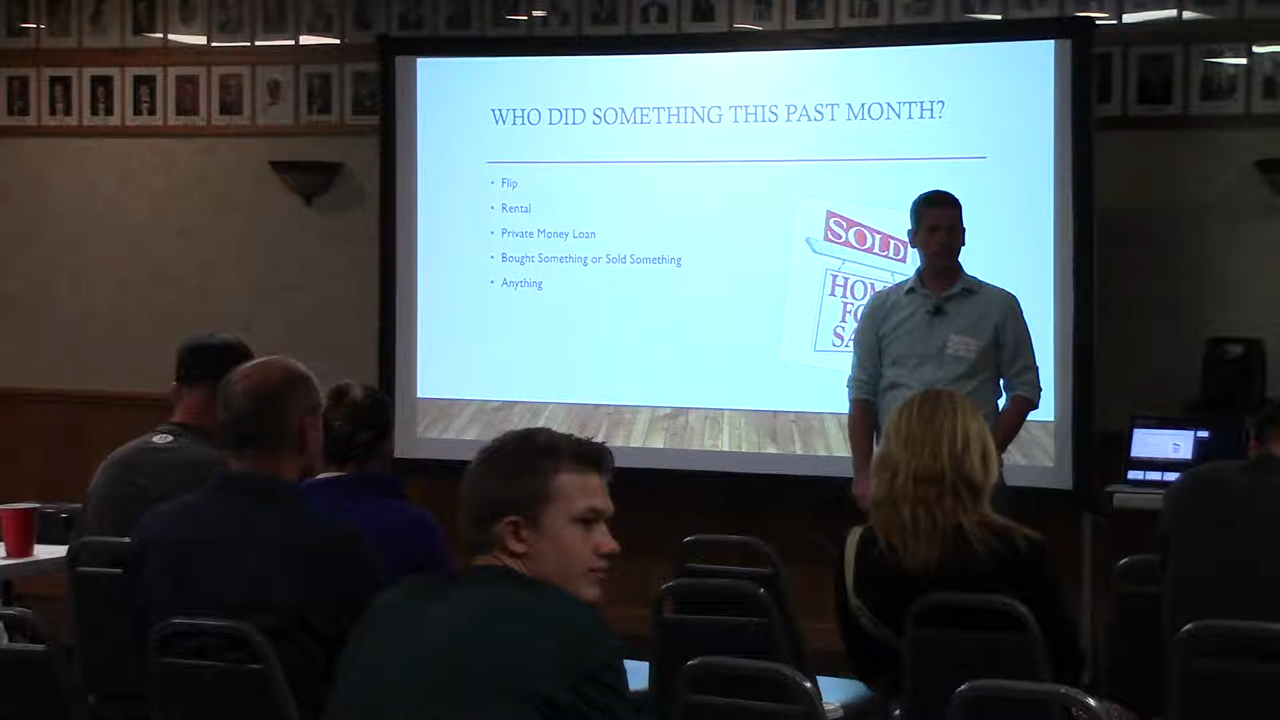 WHO DID SOMETHING THIS PAST MONTH?
• Flip
• Rental
• Private Money Loan
• Bought Something or Sold Something
• Anything
SOLD